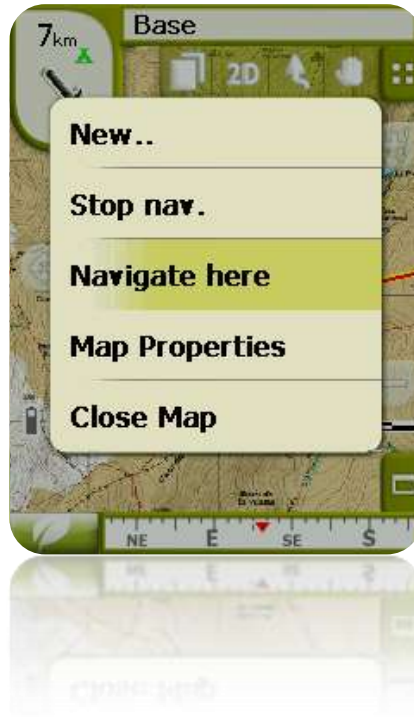 7km
Base
2D
New..
Stop nav.
Navigate here
Map Properties
Close Map
NE E SE S